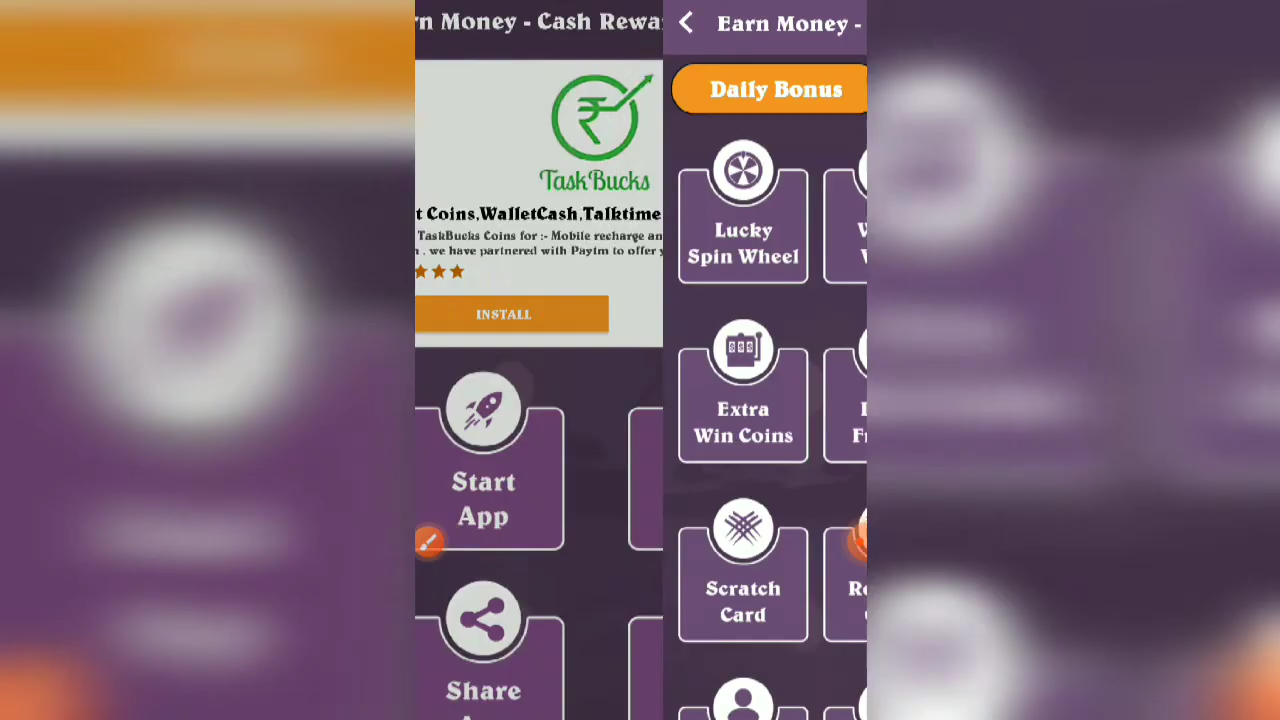 rn Money - Cash Rewa
TaskBucks
t Coins,WalletCash,Talktime
TaskBucks Coins for :- Mobile recharge an
. we have partnered with Paytm to offer y
INSTALL
Start
App
Share
Earn Money -
Daily Bonus
Lucky
Spin Wheel
Extra
Win Coins
Scratch
Card